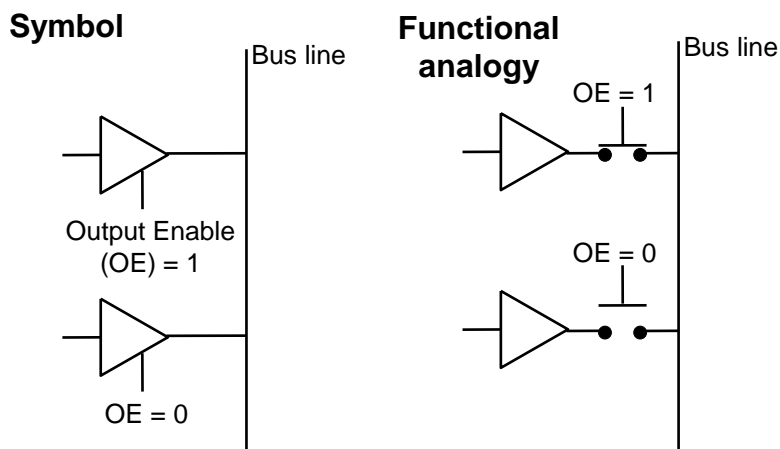 Symbol
Bus line
Output Enable
(OE) = 1
OE = 0
Functional
analogy
Bus line
OE = 1
OE = 0